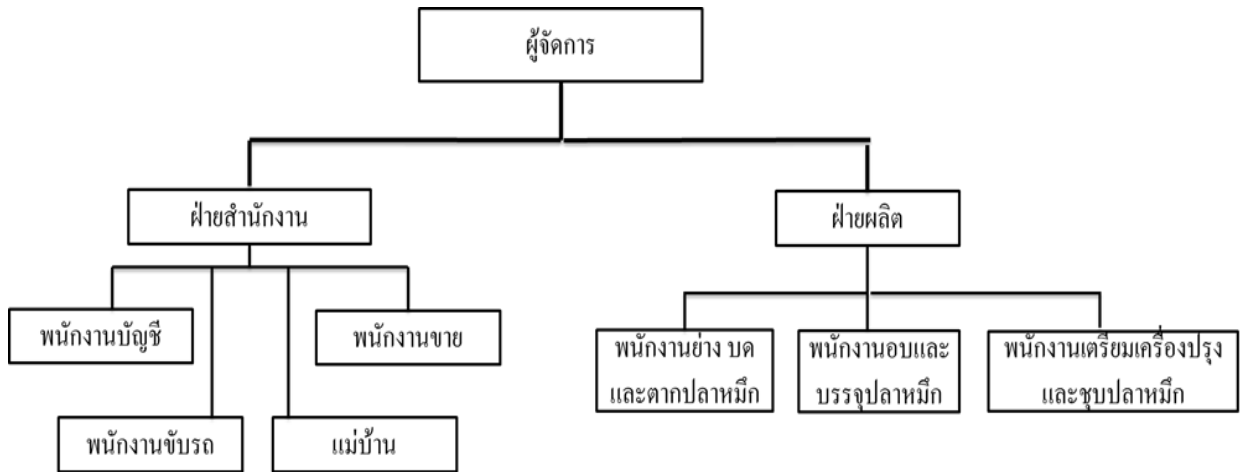 ผู้จัดการ
ฝ่ายสำนักงาน
ฝ่ายผลิต
พนักงานบัญชี
พนักงานขาย
พนักงานขับรถ
แม่บ้าน
พนักงานย่าง บด
และตากปลาหมึก
พนักงานอบและ
บรรจุปลาหมึก
พนักงานเตรียมเครื่องปรุง
และชุบปลาหมึก